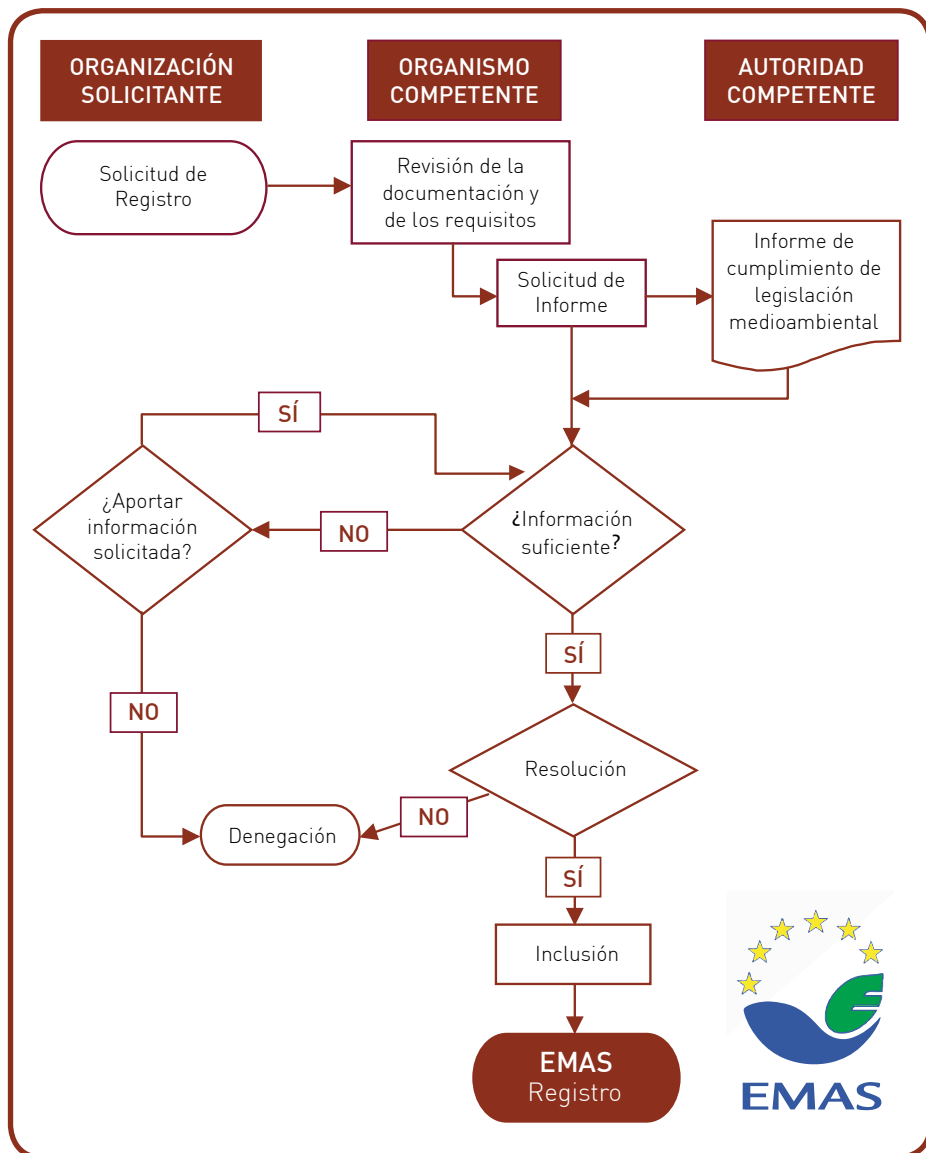 ORGANIZACIÓN
SOLICITANTE
ORGANISMO
COMPETENTE
AUTORIDAD
COMPETENTE
Solicitud de
Registro
Revisión de la
documentación y
de los requisitos
Solicitud de
Informe
Informe de
cumplimiento de
legislación
medioambiental
SÍ
¿Aportar
información
solicitada?
NO
¿Información
suficiente?
SÍ
NO
Resolución
NO
Denegación
SÍ
Inclusión
EMAS
Registro
EMAS